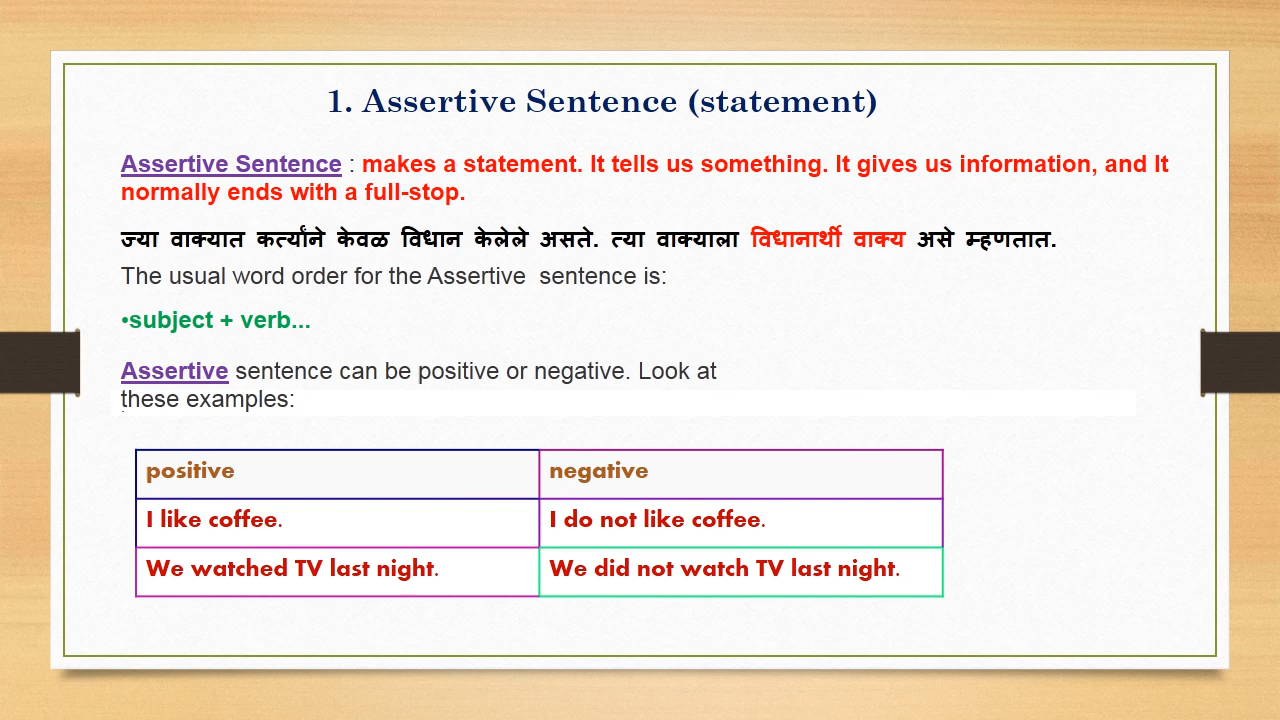 1. Assertive Sentence (statement)
Assertive Sentence : makes a statement. It tells us something. It gives us information, and It
normally ends with a full-stop.
ज्या वाक्यात कर्त्याने केवळ विधान केलेले असते. त्या वाक्याला विधानार्थी वाक्य असे म्हणतात.
The usual word order for the Assertive sentence is:
•subject + verb...
Assertive sentence can be positive or negative. Look at
these examples:
positive negative
I like coffee. I do not like coffee.
We watched TV last night. We did not watch TV last night.